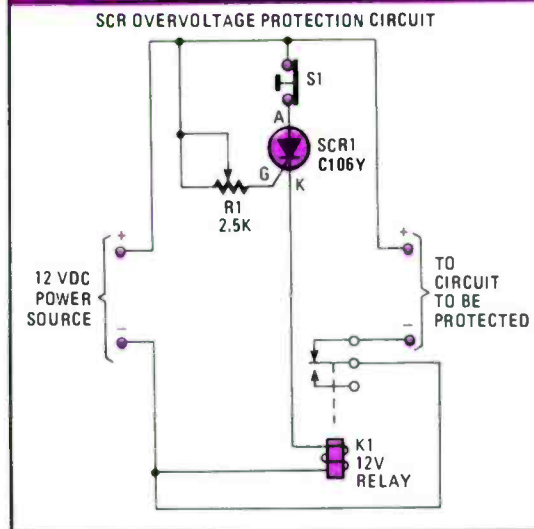 SCR OVERVOLTAGE PROTECTION CIRCUIT
S1
A
SCR1
C106Y
G
K
R1
2.5K
+
12 VDC
POWER
SOURCE
−
+
TO
CIRCUIT
TO BE
PROTECTED
−
K1
12V
RELAY